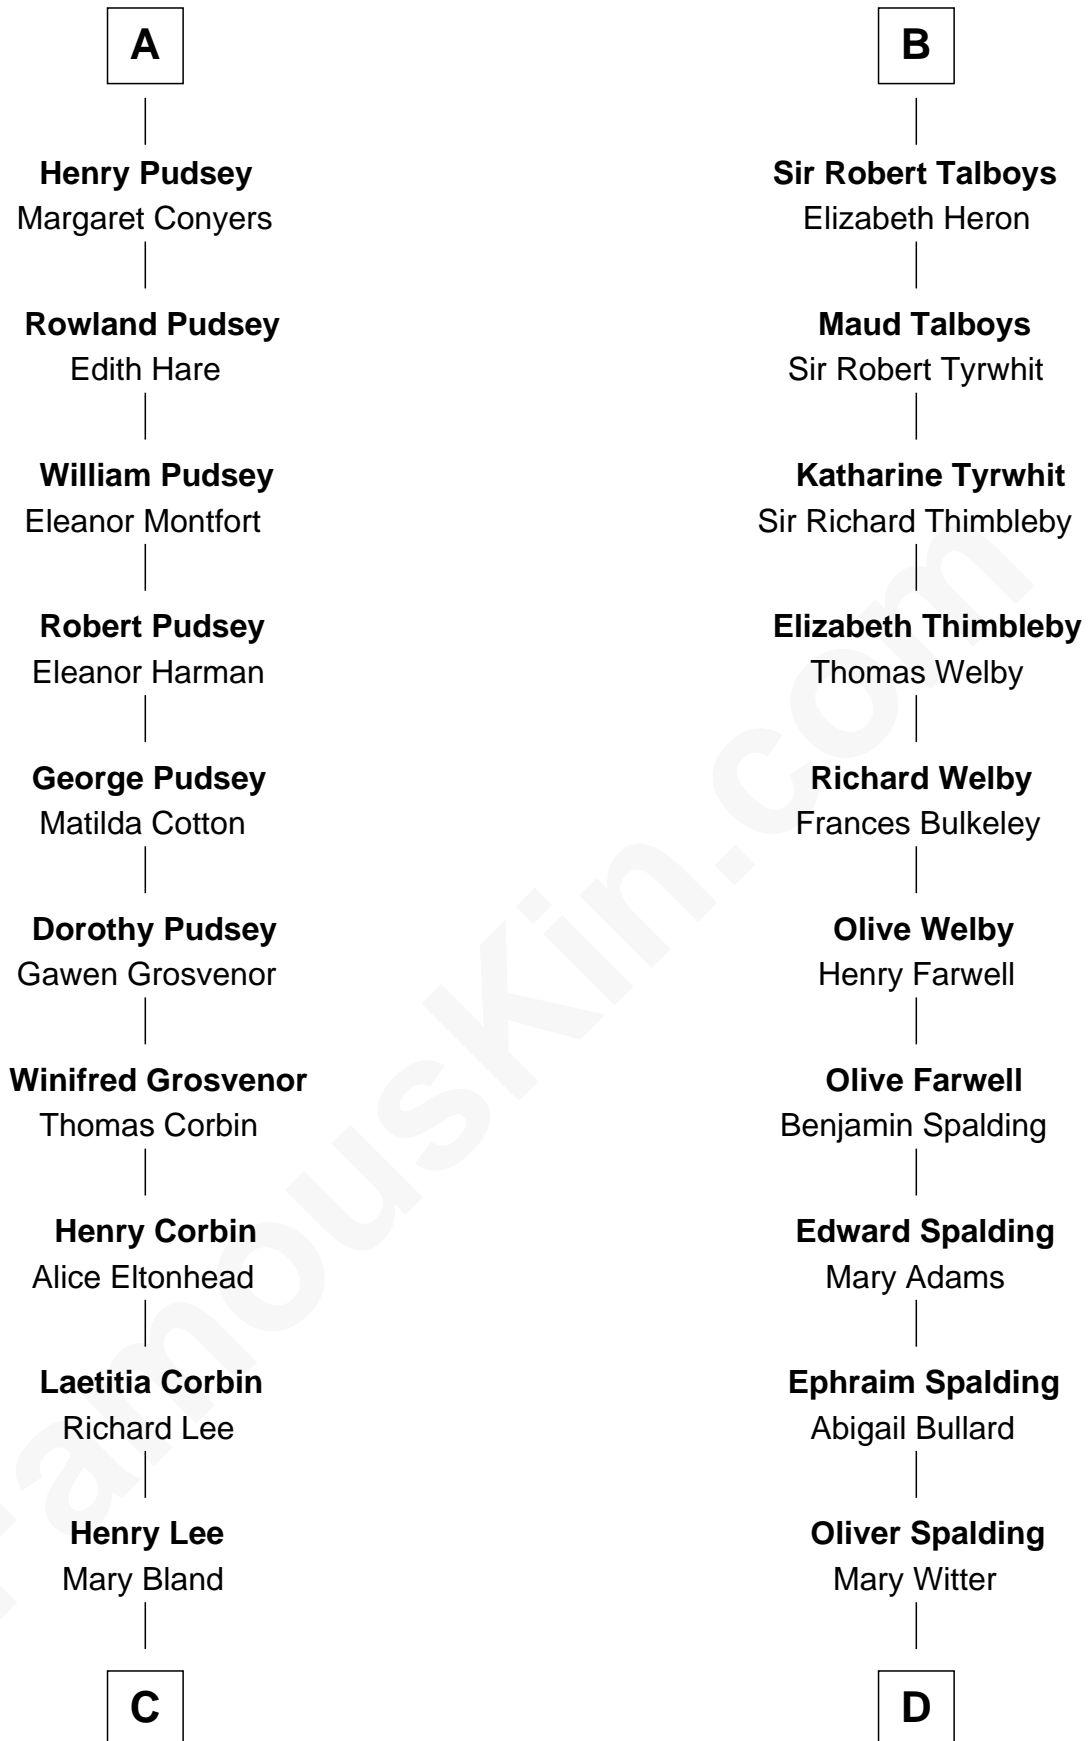 A
Henry Pudsey
Margaret Conyers
Rowland Pudsey
Edith Hare
William Pudsey
Eleanor Montfort
Robert Pudsey
Eleanor Harman
George Pudsey
Matilda Cotton
Dorothy Pudsey
Gawen Grosvenor
Winifred Grosvenor
Thomas Corbin
Henry Corbin
Alice Eltonhead
Laetitia Corbin
Richard Lee
Henry Lee
Mary Bland
C
B
Sir Robert Talboys
Elizabeth Heron
Maud Talboys
Sir Robert Tyrwhit
Katharine Tyrwhit
Sir Richard Thimbleby
Elizabeth Thimbleby
Thomas Welby
Richard Welby
Frances Bulkeley
Olive Welby
Henry Farwell
Olive Farwell
Benjamin Spalding
Edward Spalding
Mary Adams
Ephraim Spalding
Abigail Bullard
Oliver Spalding
Mary Witter
D
FamousKin.com